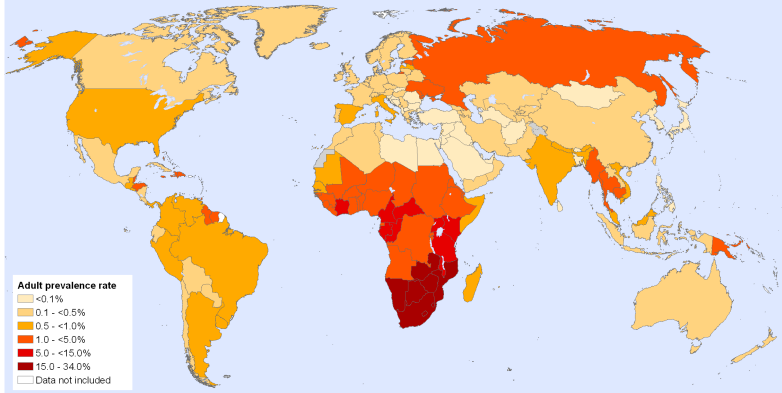 Adult prevalence rate
<0.1%
0.1 - <0.5%
0.5 - <1.0%
1.0 - <5.0%
5.0 - <15.0%
15.0 - 34.0%
Data not included